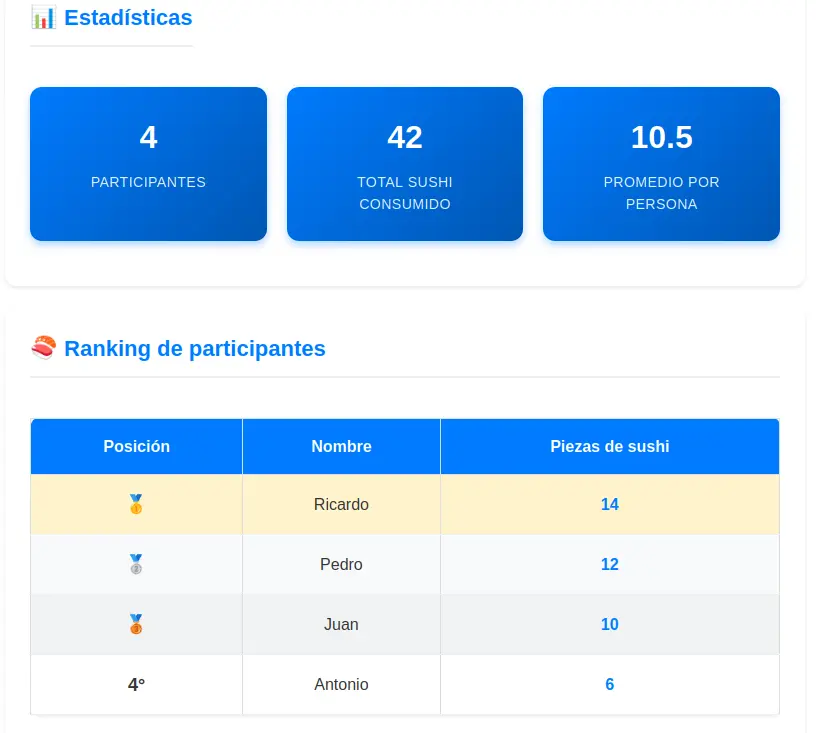 📊 Estadísticas
4
PARTICIPANTES
42
TOTAL SUSHI
CONSUMIDO
10.5
PROMEDIO POR
PERSONA
🍣 Ranking de participantes
Posición Nombre Piezas de sushi
🥇 Ricardo 14
🥈 Pedro 12
🥉 Juan 10
4° Antonio 6